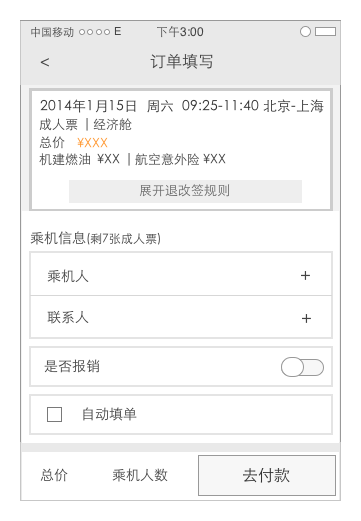 中国移动 ○○○○ E 下午3:00
< 订单填写
2014年1月15日 周六 09:25-11:40 北京-上海
成人票 | 经济舱
总价 ¥XXX
机建燃油 ¥XX | 航空意外险 ¥XX
展开退改签规则
乘机信息(剩7张成人票)
乘机人 +
联系人 +
是否报销
自动填单
总价 乘机人数 去付款